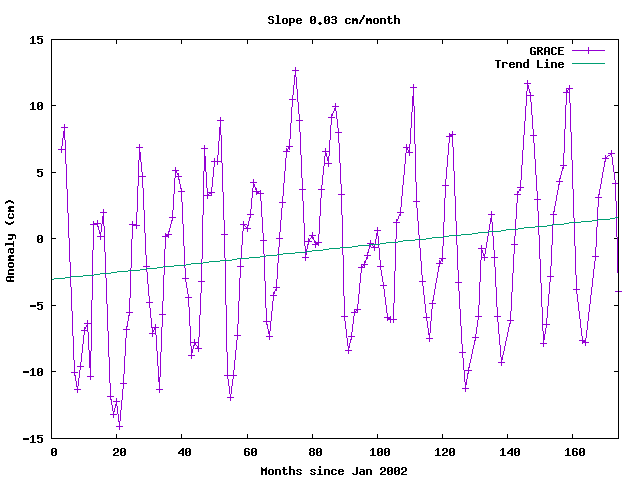 Slope 0.03 cm/month
GRACE
Trend Line
15
10
5
0
-5
-10
-15
Anomaly (cm)
0 20 40 60 80 100 120 140 160
Months since Jan 2002